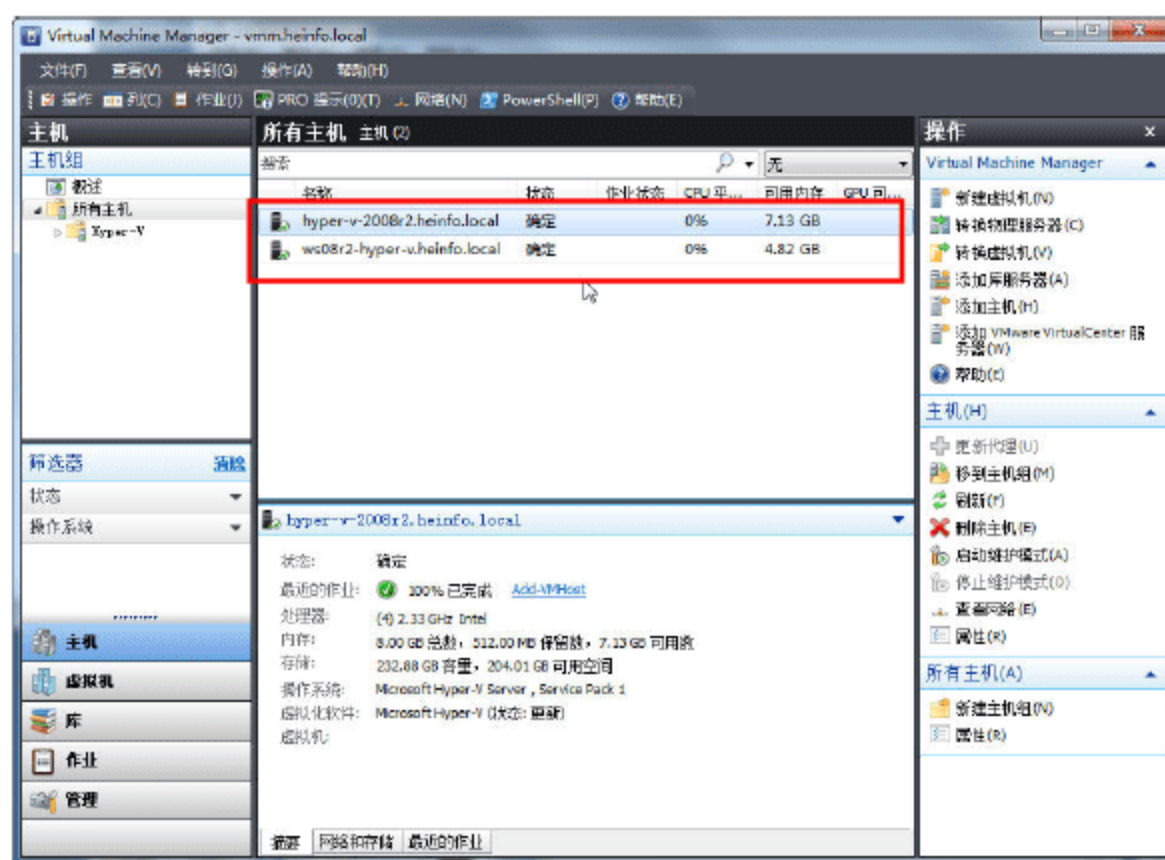 Virtual Machine Manager - vmm.heinfo.local
文件(F) 查看(V) 转到(G) 操作(A) 帮助(H)
操作 列(C) 作业(J) PRO 提示(0)(T) 网络(N) PowerShell(P) 帮助(E)
主机
主机组
概述
所有主机
Hyper-V
筛选器 清除
状态
操作系统
主机
虚拟机
库
作业
管理
所有主机 主机 (2)
搜索 无
名称 状态 作业状态 CPU 平... 可用内存 GPU 可...
hyper-v-2008r2.heinfo.local 确定 0% 7.13 GB
ws08r2-hyper-v.heinfo.local 确定 0% 4.82 GB
hyper-v-2008r2.heinfo.local
状态: 确定
最近的作业: 100% 已完成 Add-VMHost
处理器: (4) 2.33 GHz Intel
内存: 8.00 GB 总数，512.00 MB 保留数，7.13 GB 可用数
存储: 232.88 GB 容量，204.01 GB 可用空间
操作系统: Microsoft Hyper-V Server , Service Pack 1
虚拟化软件: Microsoft Hyper-V (状态: 更新)
虚拟机:
摘要 网络和存储 最近的作业
操作
Virtual Machine Manager
新建虚拟机(N)
转换物理服务器(C)
转换虚拟机(V)
添加库服务器(A)
添加主机(H)
添加 VMware VirtualCenter 服
务器(W)
帮助(E)
主机(H)
更新代理(U)
移到主机组(M)
刷新(r)
删除主机(E)
启动维护模式(A)
停止维护模式(O)
查看网络(E)
属性(R)
所有主机(A)
新建主机组(N)
属性(R)